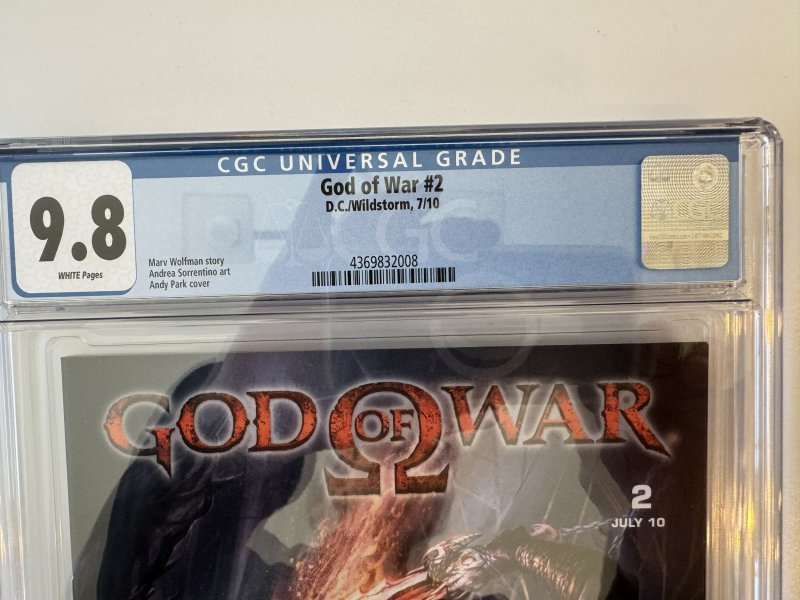 CGC UNIVERSAL GRADE
9.8
WHITE Pages
God of War #2
D.C./Wildstorm, 7/10
Marv Wolfman story
Andrea Sorrentino art
Andy Park cover
4369832008
CGC
GOD OF WAR
2
JULY 10